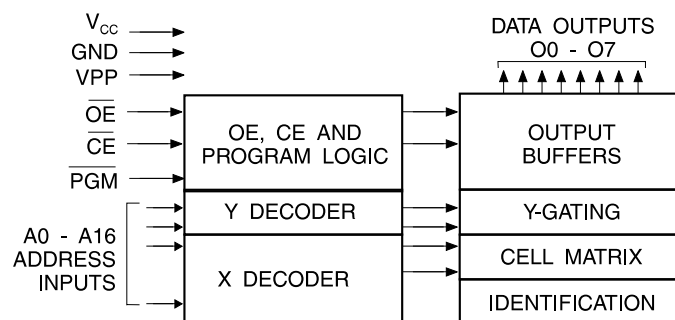 VCC
GND
VPP
OE
CE
PGM
A0 - A16
ADDRESS
INPUTS
OE, CE AND
PROGRAM LOGIC
Y DECODER
X DECODER
DATA OUTPUTS
O0 - O7
OUTPUT
BUFFERS
Y-GATING
CELL MATRIX
IDENTIFICATION